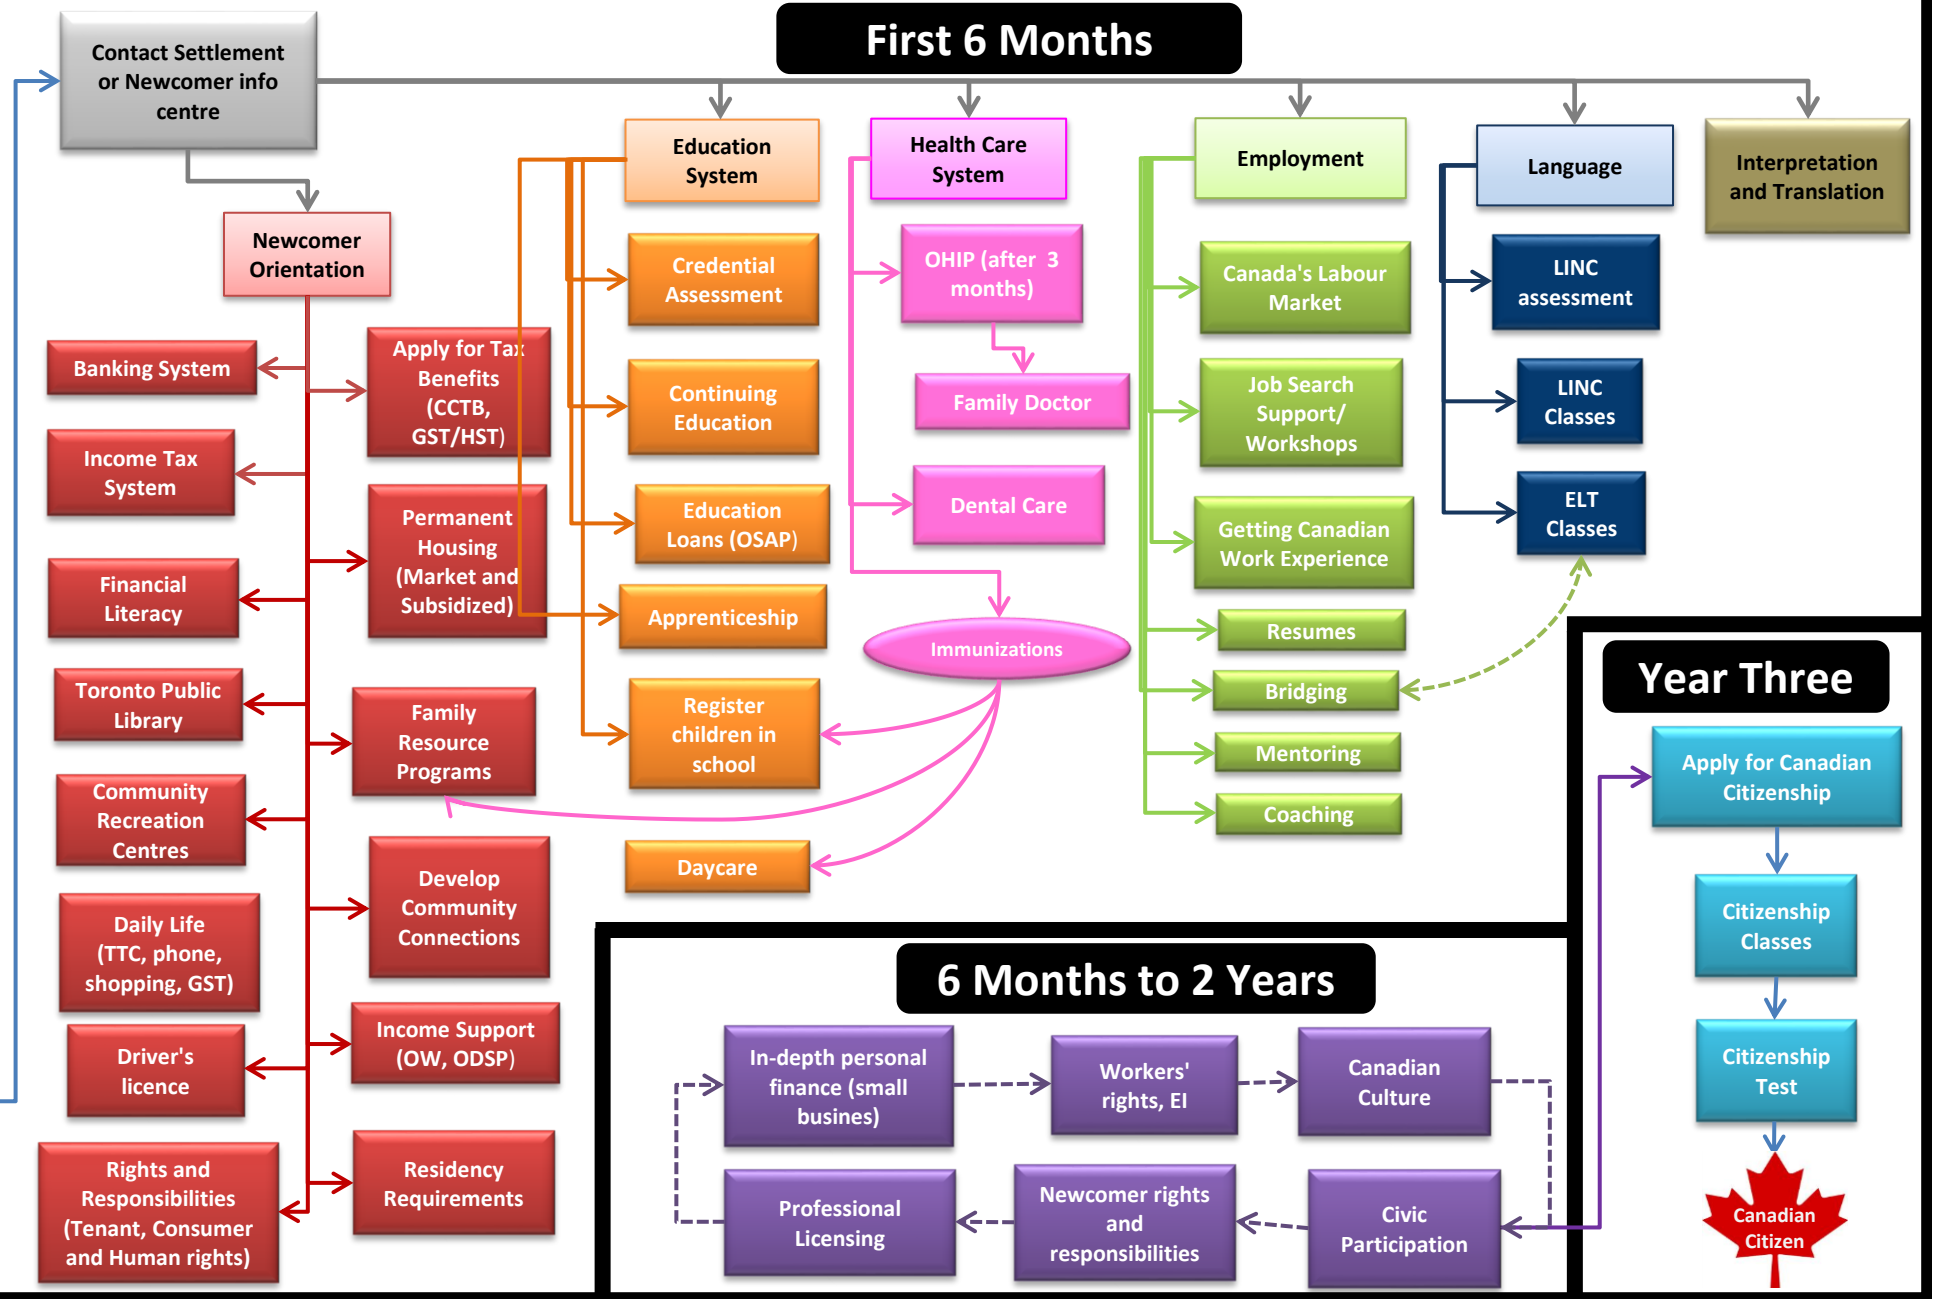 First 6 Months
Contact Settlement
or Newcomer info
centre
Newcomer
Orientation
Banking System
Income Tax
System
Financial
Literacy
Toronto Public
Library
Community
Recreation
Centres
Daily Life
(TTC, phone,
shopping, GST)
Driver's
licence
Rights and
Responsibilities
(Tenant, Consumer
and Human rights)
Apply for Tax
Benefits
(CCTB,
GST/HST)
Permanent
Housing
(Market and
Subsidized)
Family
Resource
Programs
Develop
Community
Connections
Income Support
(OW, ODSP)
Residency
Requirements
Education
System
Credential
Assessment
Continuing
Education
Education
Loans (OSAP)
Apprenticeship
Register
children in
school
Daycare
Health Care
System
OHIP (after 3
months)
Family Doctor
Dental Care
Immunizations
Employment
Canada's Labour
Market
Job Search
Support/
Workshops
Getting Canadian
Work Experience
Resumes
Bridging
Mentoring
Coaching
Language
LINC
assessment
LINC
Classes
ELT
Classes
Interpretation
and Translation
6 Months to 2 Years
In-depth personal
finance (small
busines)
Workers'
rights, EI
Canadian
Culture
Civic
Participation
Newcomer rights
and
responsibilities
Professional
Licensing
Year Three
Apply for Canadian
Citizenship
Citizenship
Classes
Citizenship
Test
Canadian
Citizen